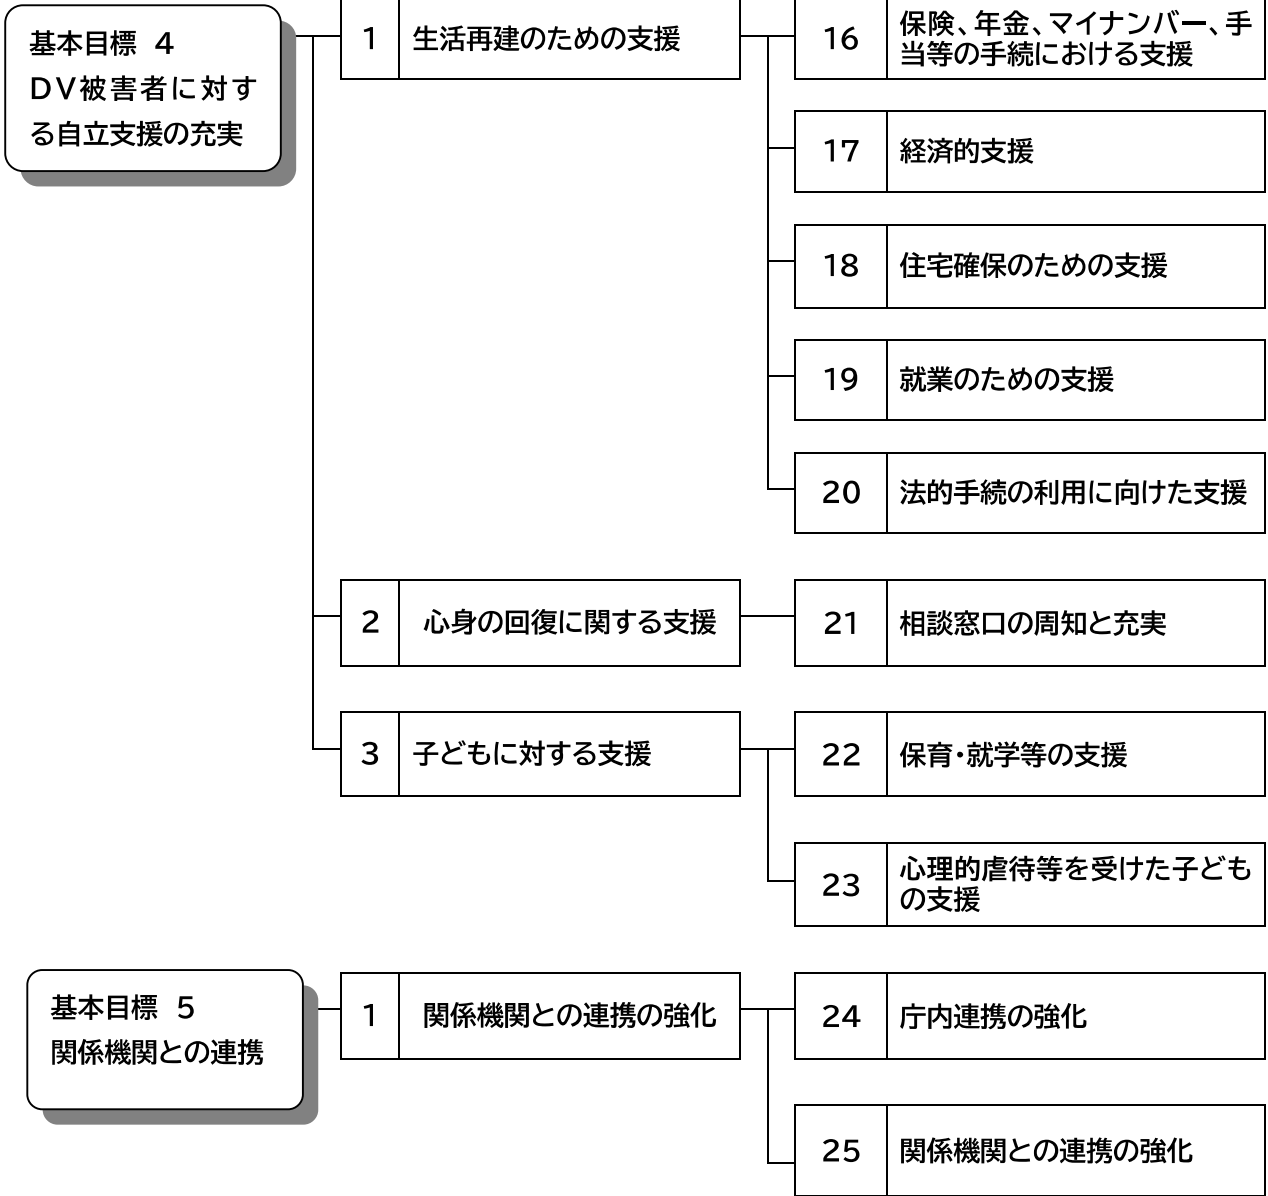 基本目標 4
DV被害者に対す
る自立支援の充実
1 生活再建のための支援
16 保険、年金、マイナンバー、手
当等の手続における支援
17 経済的支援
18 住宅確保のための支援
19 就業のための支援
20 法的手続の利用に向けた支援
2 心身の回復に関する支援
21 相談窓口の周知と充実
3 子どもに対する支援
22 保育・就学等の支援
23 心理的虐待等を受けた子ども
の支援
基本目標 5
関係機関との連携
1 関係機関との連携の強化
24 庁内連携の強化
25 関係機関との連携の強化